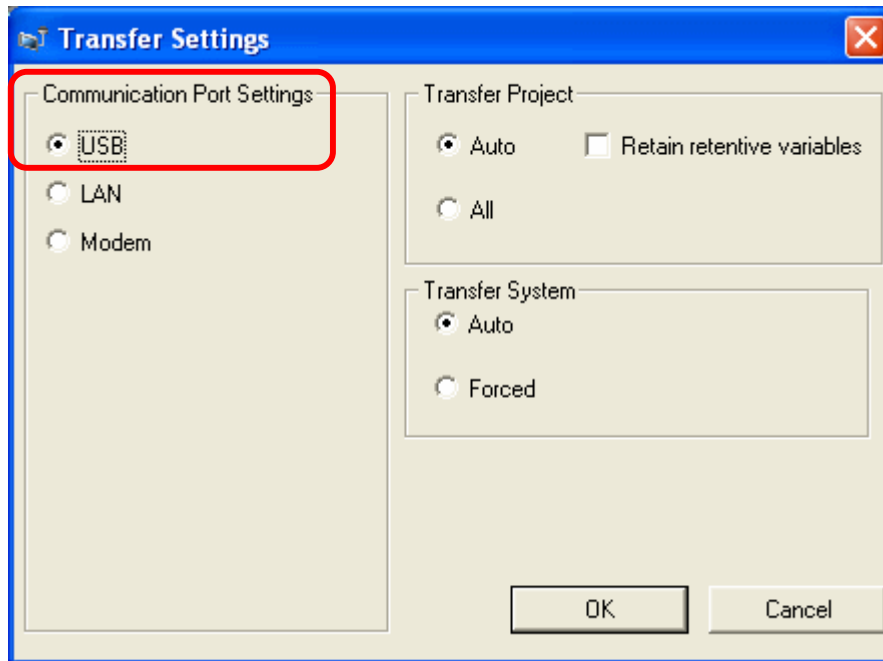 Transfer Settings
Communication Port Settings
USB
LAN
Modem
Transfer Project
Auto
Retain retentive variables
All
Transfer System
Auto
Forced
OK
Cancel